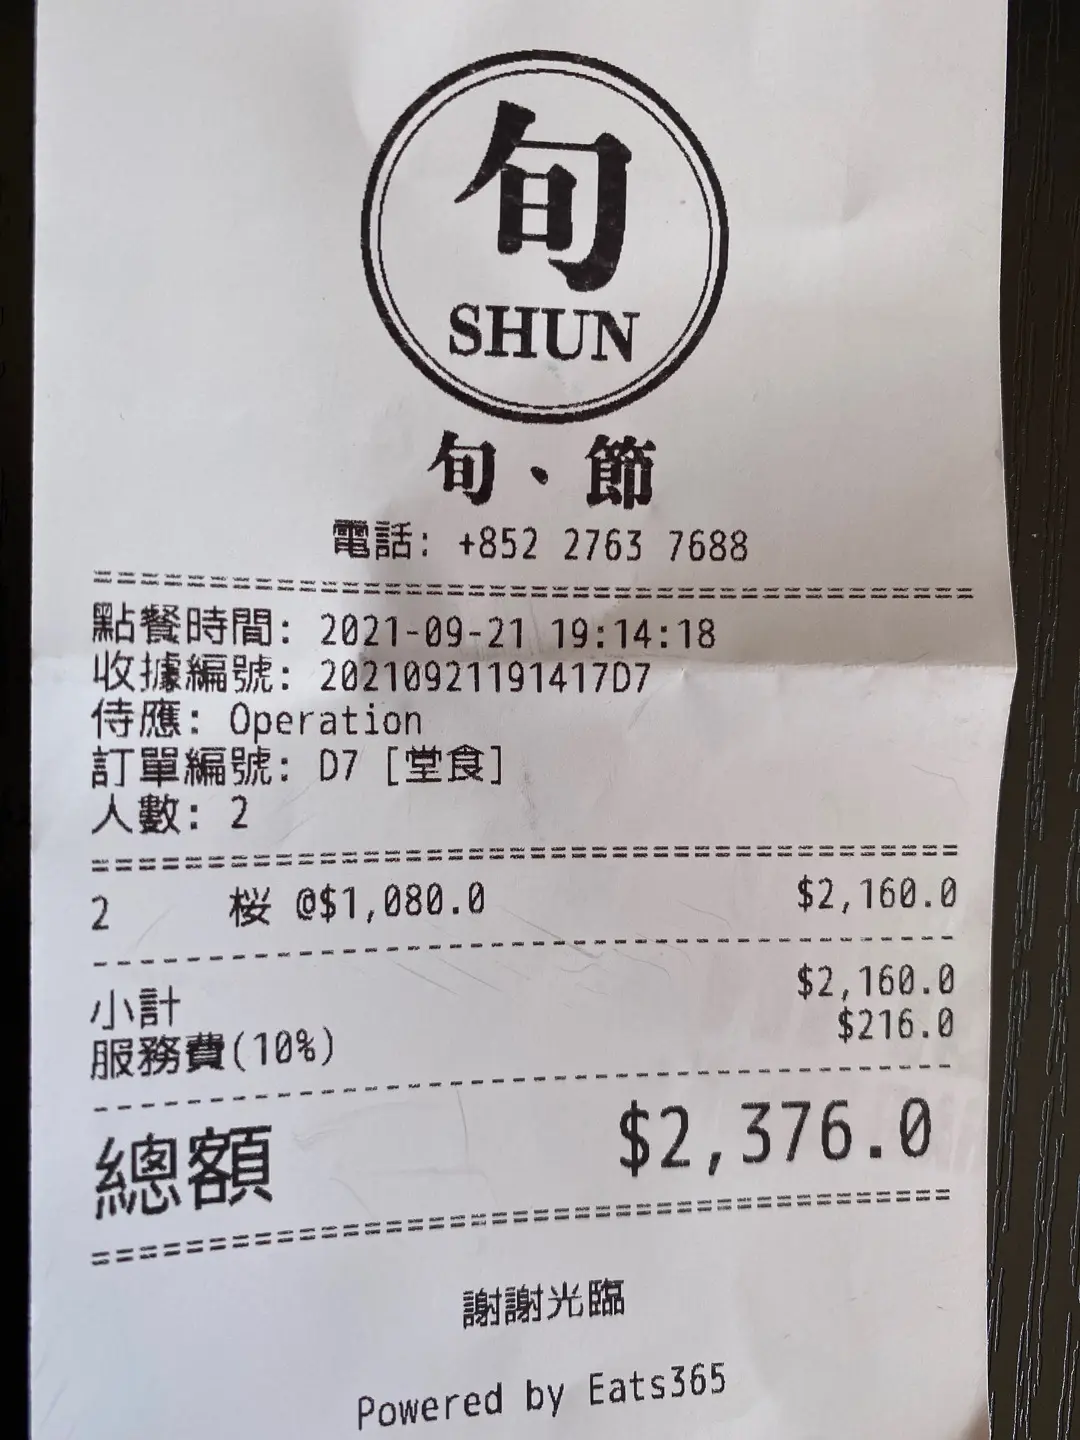 旬
SHUN
旬、節
電話: +852 2763 7688
========================================
點餐時間: 2021-09-21 19:14:18
收據編號: 20210921191417D7
侍應: Operation
訂單編號: D7 [堂食]
人數: 2
========================================
2 桜 @$1,080.0 $2,160.0
----------------------------------------
小計 $2,160.0
服務費(10%) $216.0
----------------------------------------
總額 $2,376.0
========================================
謝謝光臨
Powered by Eats365